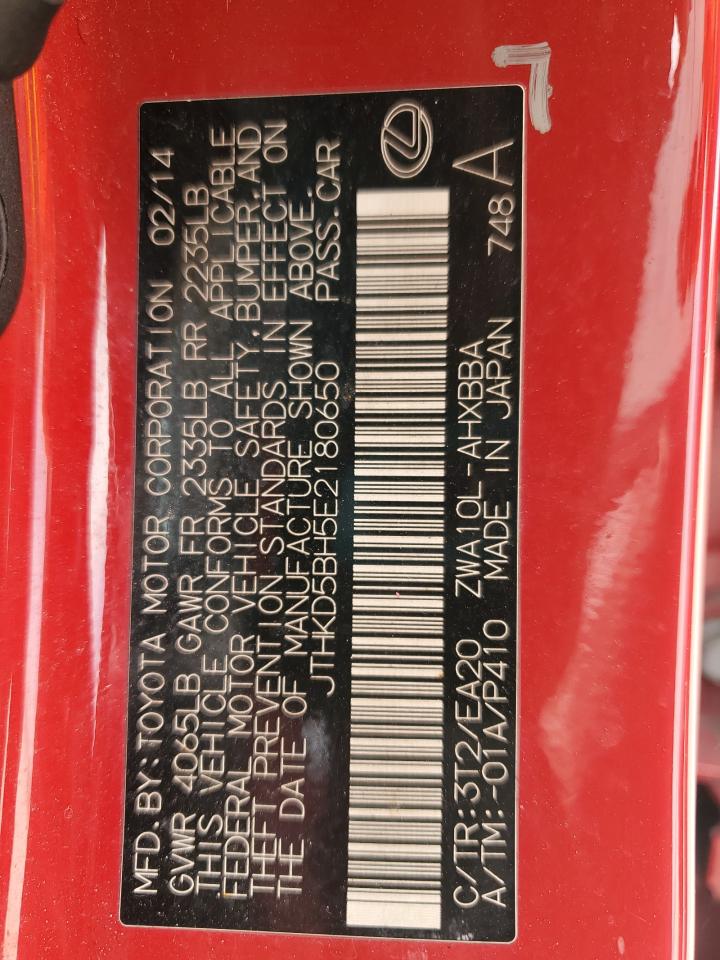 MFD. BY: TOYOTA MOTOR CORPORATION 02/14
GVWR 4065LB GAWR FR 2335LB RR 2235LB
THIS VEHICLE CONFORMS TO ALL APPLICABLE
FEDERAL MOTOR VEHICLE SAFETY, BUMPER, AND
THEFT PREVENTION STANDARDS IN EFFECT ON
THE DATE OF MANUFACTURE SHOWN ABOVE.
JTHKD5BH5E2180650 PASS. CAR
C/TR: 3T2/EA20 ZWA10L-AHXBBA
A/TM: -01A/P410 MADE IN JAPAN 748 A